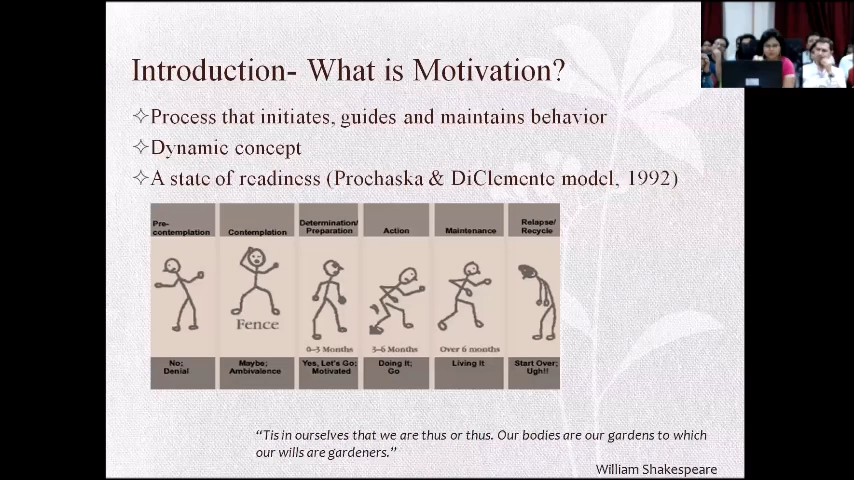 Introduction- What is Motivation?
✧Process that initiates, guides and maintains behavior
✧Dynamic concept
✧A state of readiness (Prochaska & DiClemente model, 1992)
Pre-
contemplation
Contemplation
Determination/
Preparation
Action
Maintenance
Relapse/
Recycle
Fence
0-3 Months
3-6 Months
Over 6 months
No;
Denial
Maybe;
Ambivalence
Yes, Let's Go;
Motivated
Doing It;
Go
Living It
Start Over;
Ugh!!
“Tis in ourselves that we are thus or thus. Our bodies are our gardens to which
our wills are gardeners.”
William Shakespeare